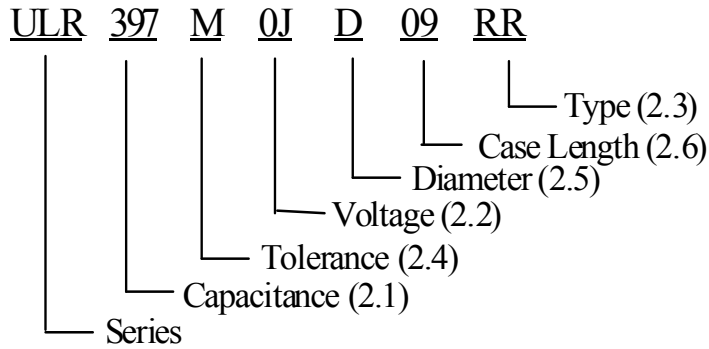 ULR 397 M 0J D 09 RR
Type (2.3)
Case Length (2.6)
Diameter (2.5)
Voltage (2.2)
Tolerance (2.4)
Capacitance (2.1)
Series